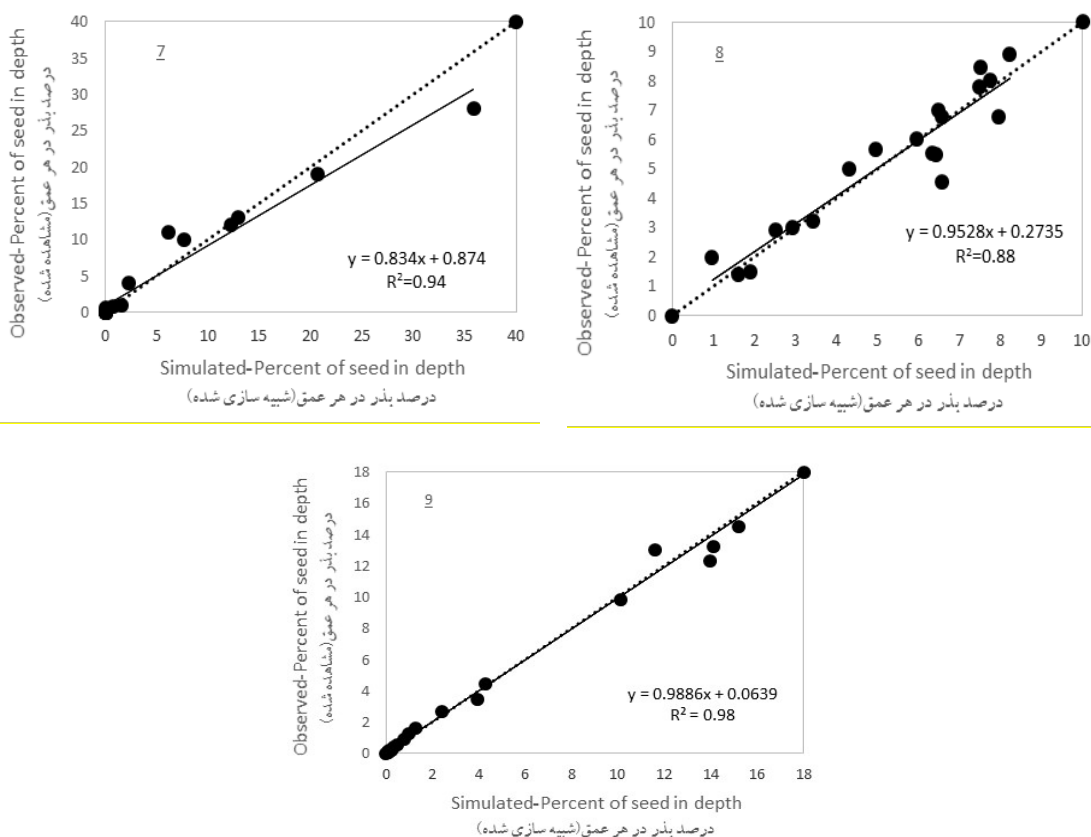 7
Observed-Percent of seed in depth
درصد بذر در هر عمق(مشاهده شده)
40
35
30
25
20
15
10
5
0
y = 0.834x + 0.874
R²=0.94
0 5 10 15 20 25 30 35 40
Simulated-Percent of seed in depth
درصد بذر در هر عمق(شبیه سازی شده)
8
Observed-Percent of seed in depth
درصد بذر در هر عمق(مشاهده شده)
10
9
8
7
6
5
4
3
2
1
0
y = 0.9528x + 0.2735
R²=0.88
0 1 2 3 4 5 6 7 8 9 10
Simulated-Percent of seed in depth
درصد بذر در هر عمق(شبیه سازی شده)
9
Observed-Percent of seed in depth
درصد بذر در هر عمق(مشاهده شده)
18
16
14
12
10
8
6
4
2
0
y = 0.9886x + 0.0639
R² = 0.98
0 2 4 6 8 10 12 14 16 18
Simulated-Percent of seed in depth
درصد بذر در هر عمق(شبیه سازی شده)